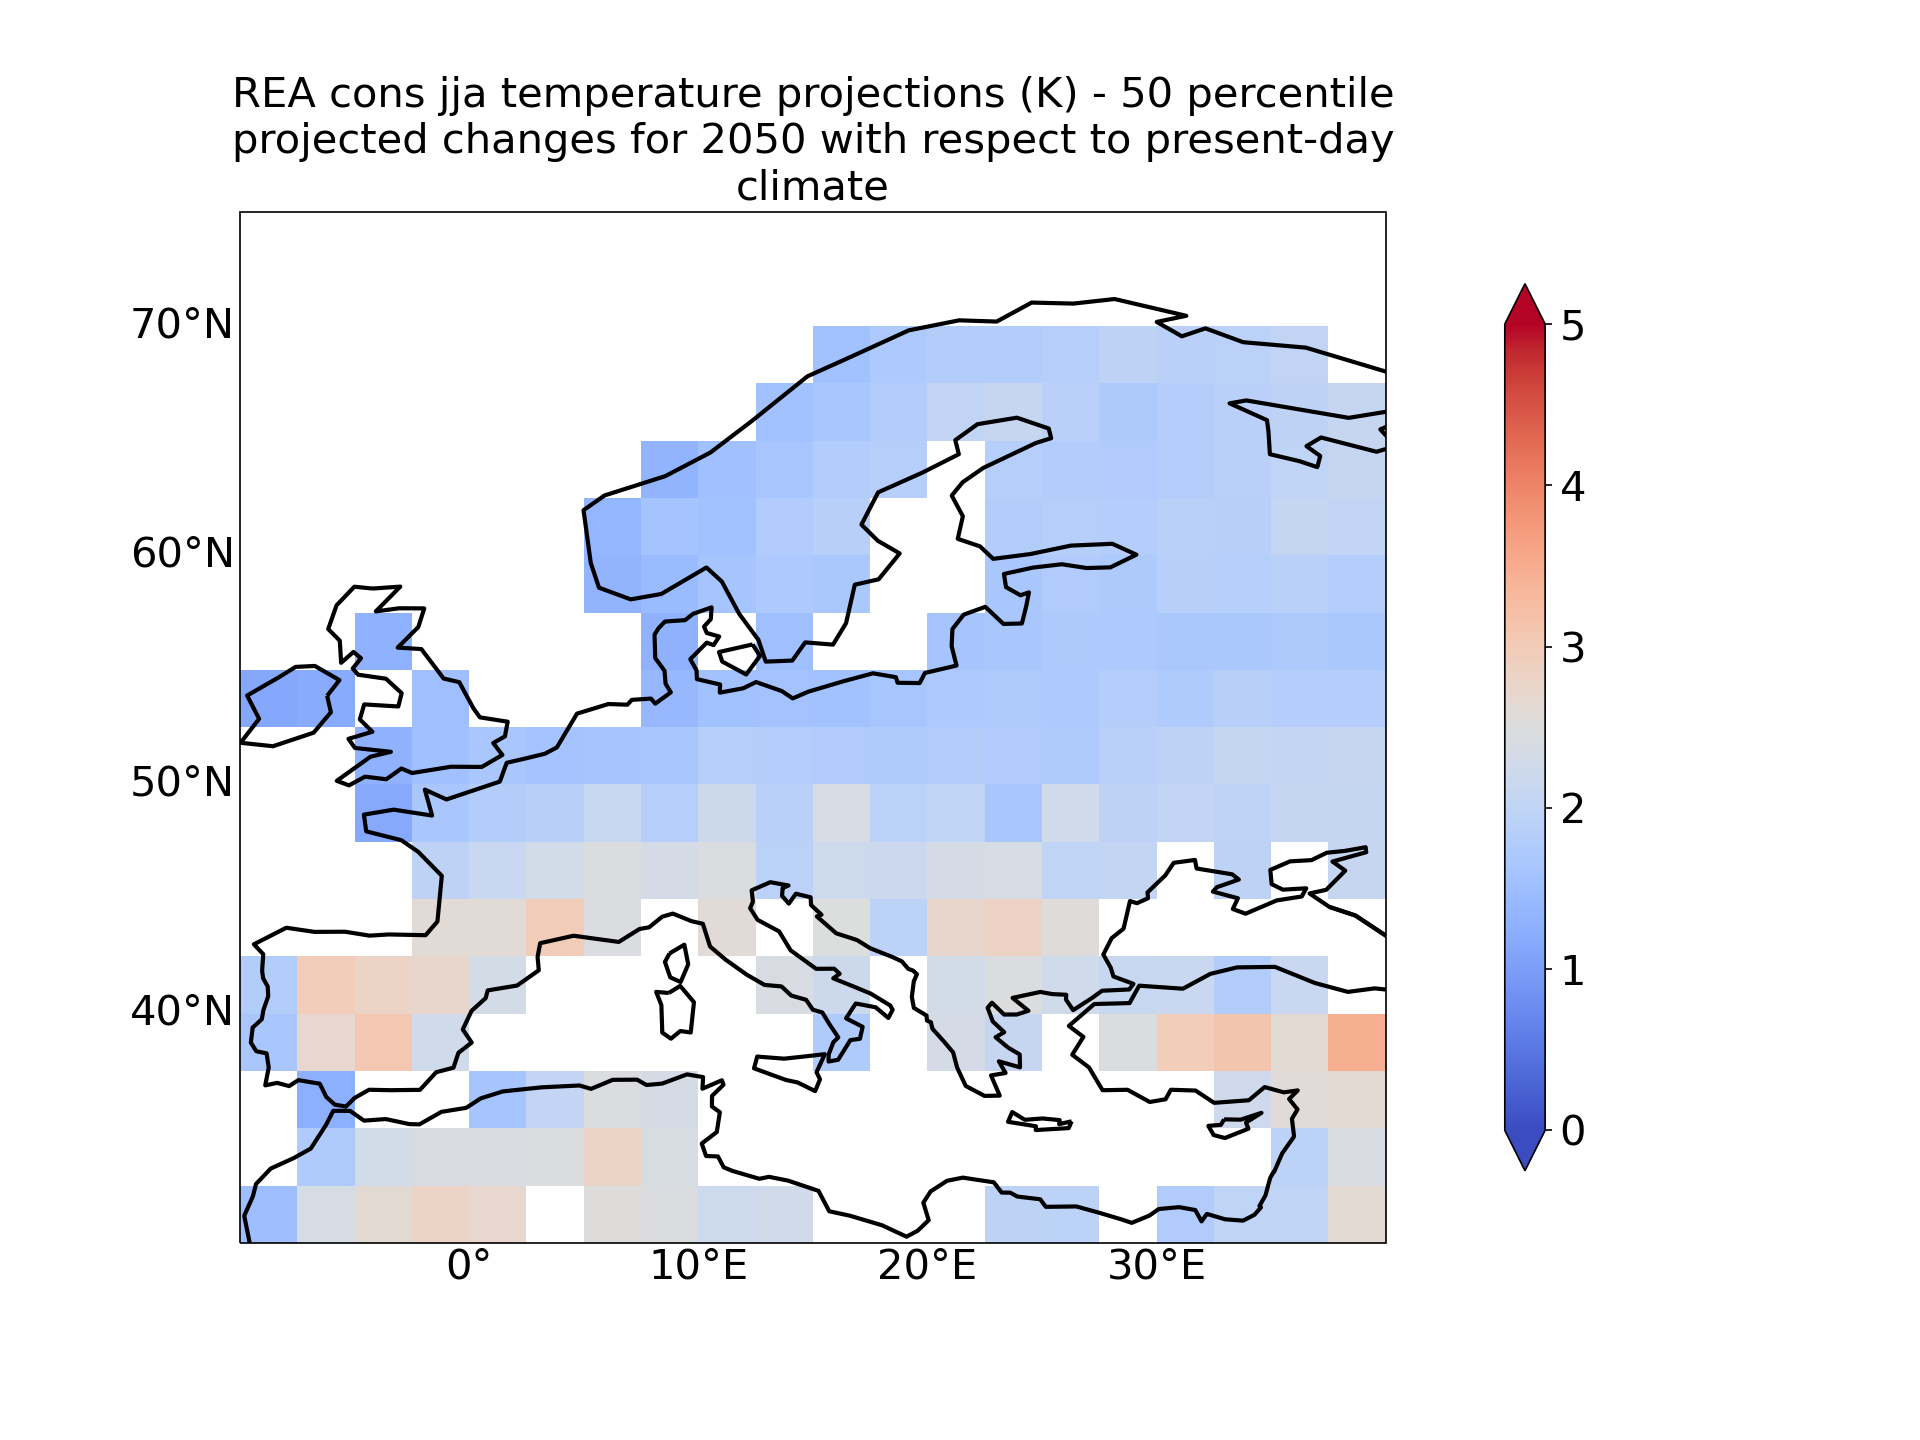 REA cons jja temperature projections (K) - 50 percentile
projected changes for 2050 with respect to present-day
climate
70°N
60°N
50°N
40°N
0°
10°E
20°E
30°E
5
4
3
2
1
0